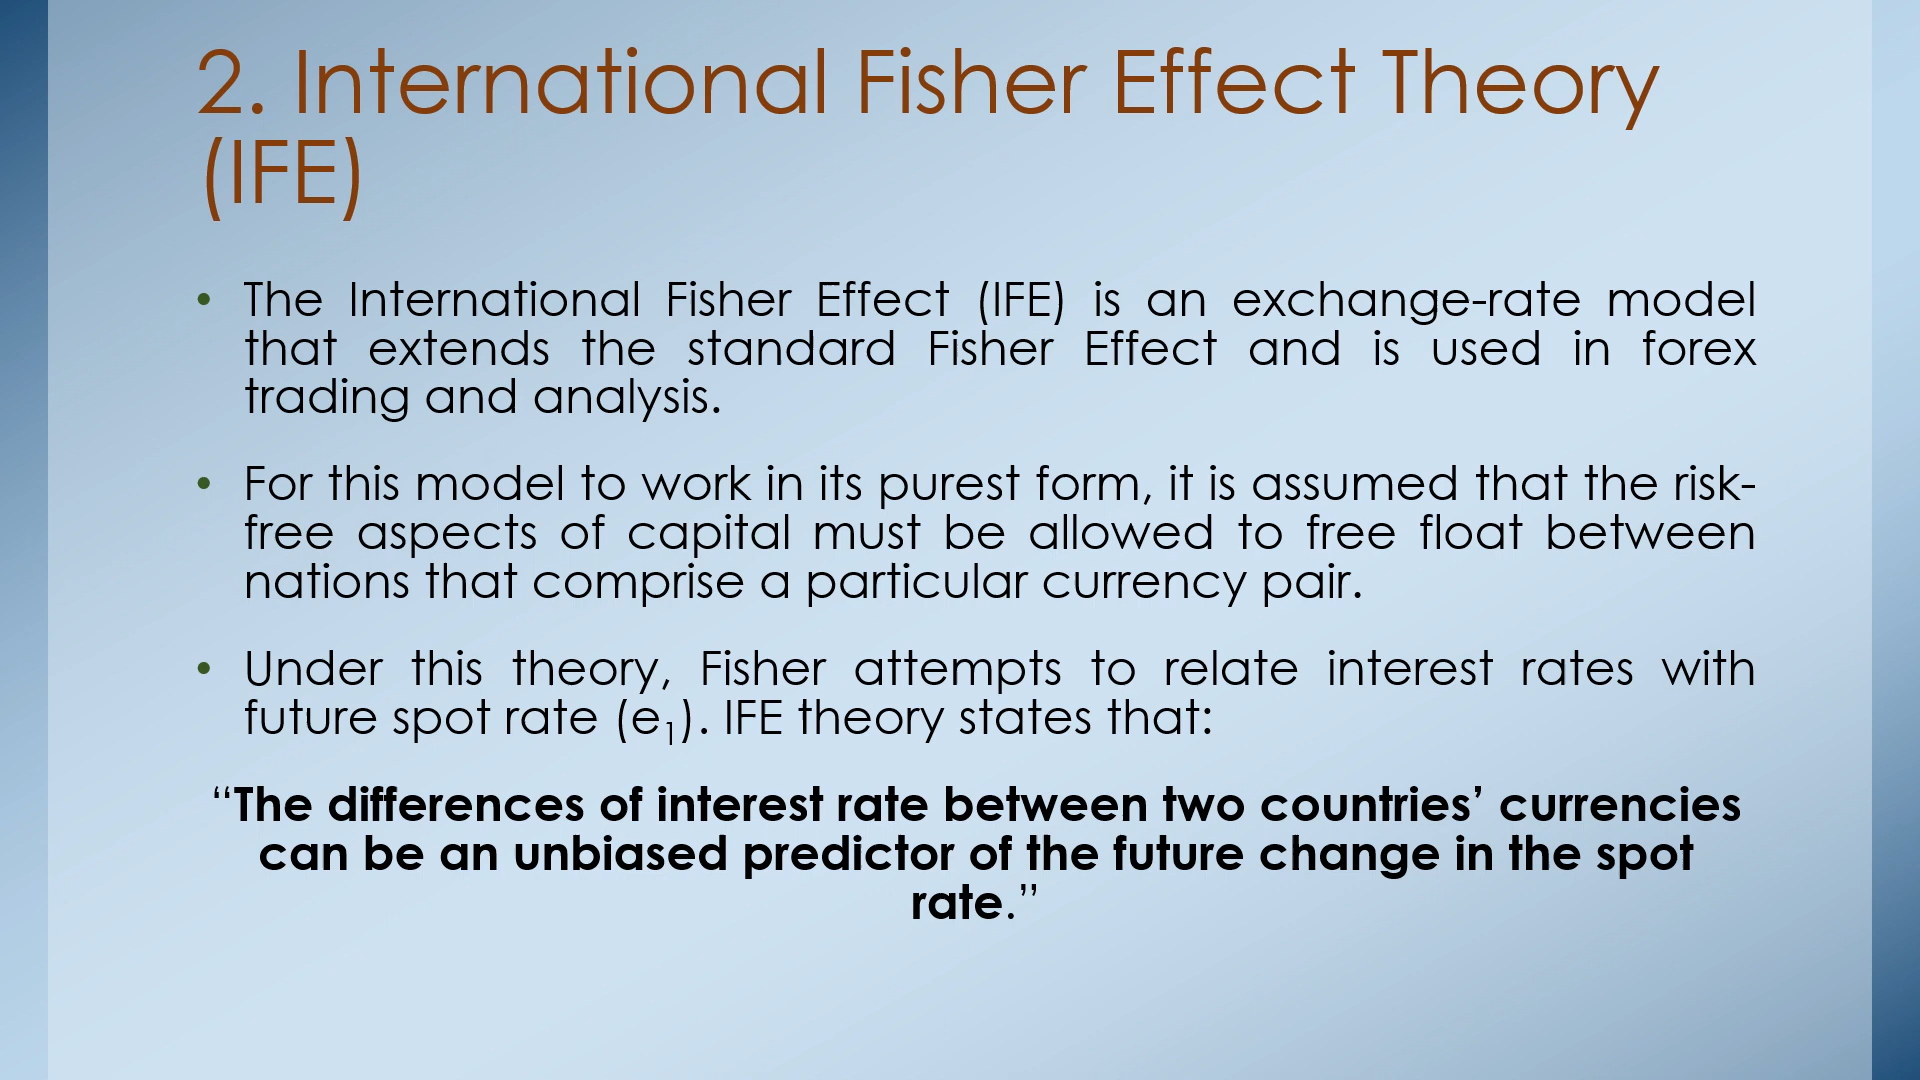 2. International Fisher Effect Theory
(IFE)
• The International Fisher Effect (IFE) is an exchange-rate model
that extends the standard Fisher Effect and is used in forex
trading and analysis.
• For this model to work in its purest form, it is assumed that the risk-
free aspects of capital must be allowed to free float between
nations that comprise a particular currency pair.
• Under this theory, Fisher attempts to relate interest rates with
future spot rate (e₁). IFE theory states that:
“The differences of interest rate between two countries’ currencies
can be an unbiased predictor of the future change in the spot
rate.”